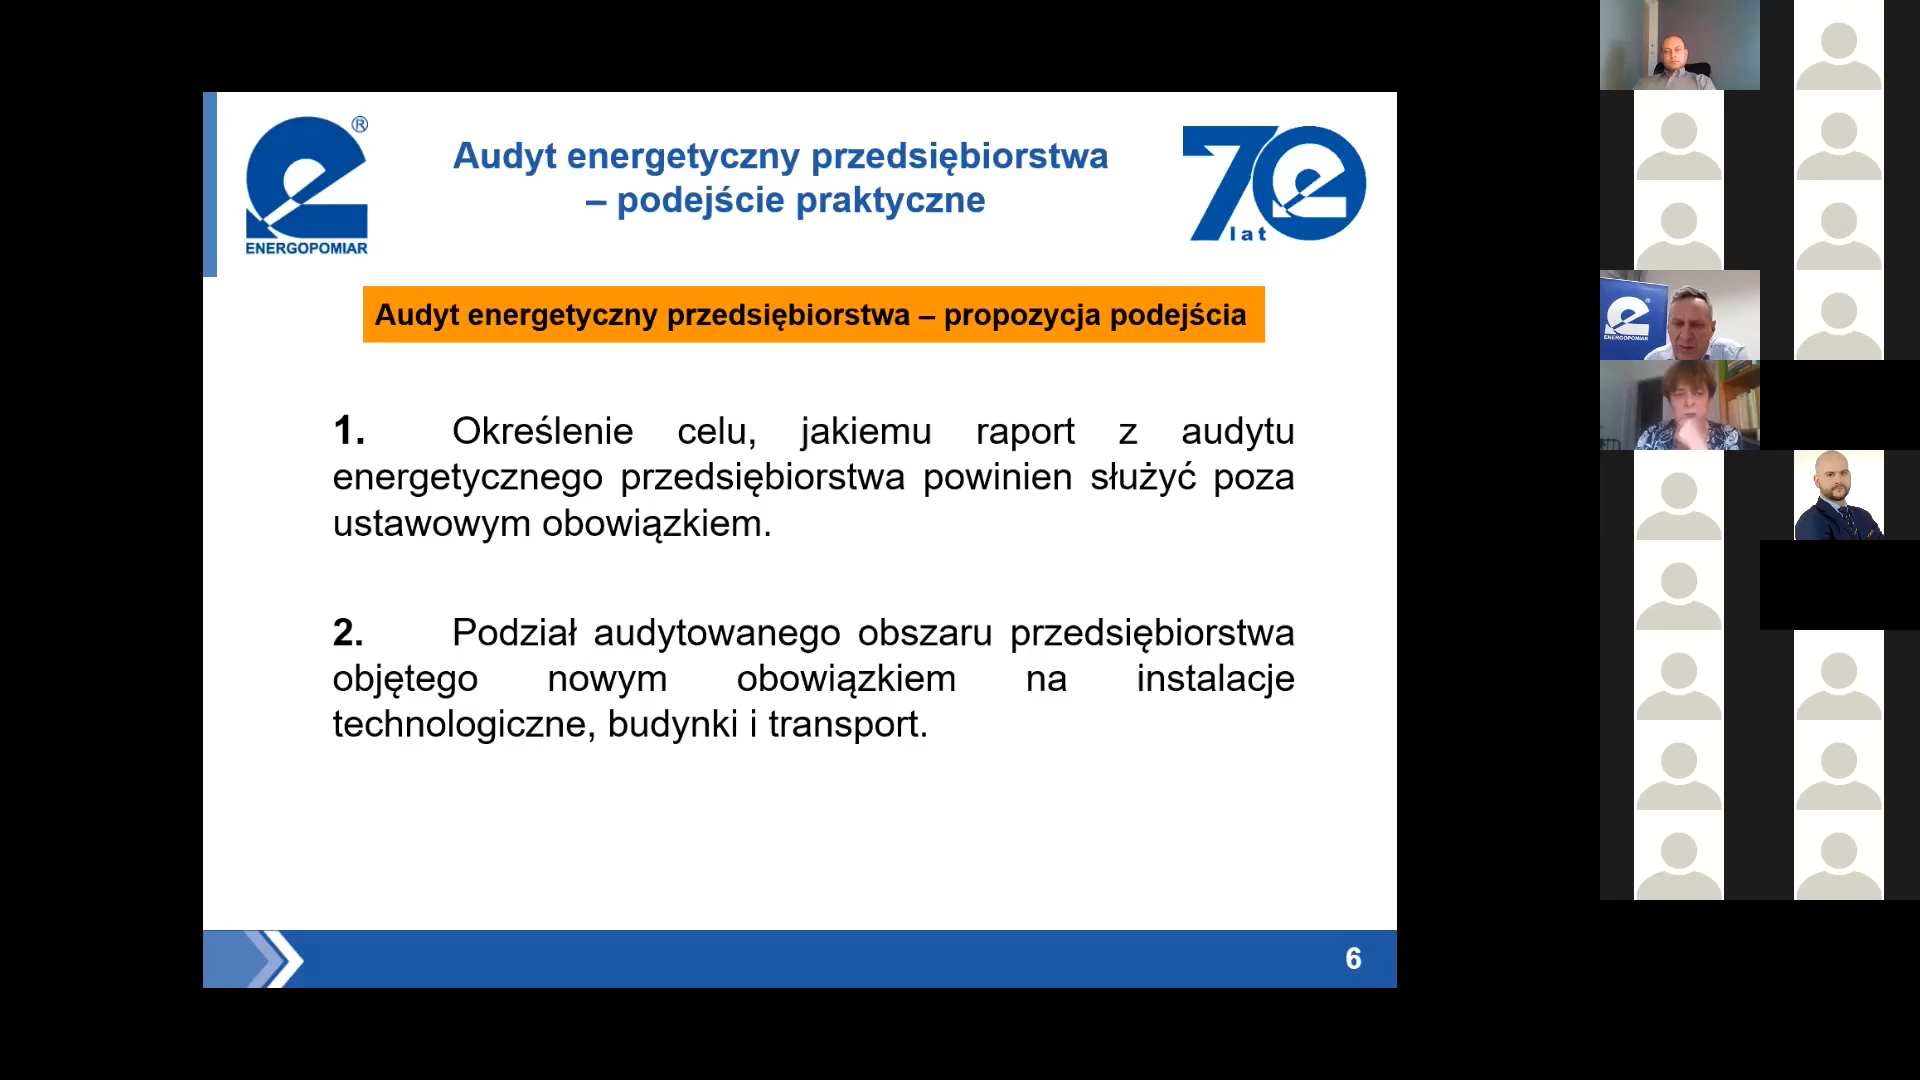 ®
ENERGOPOMIAR
Audyt energetyczny przedsiębiorstwa
– podejście praktyczne
70 lat
Audyt energetyczny przedsiębiorstwa – propozycja podejścia
1. Określenie celu, jakiemu raport z audytu
energetycznego przedsiębiorstwa powinien służyć poza
ustawowym obowiązkiem.
2. Podział audytowanego obszaru przedsiębiorstwa
objętego nowym obowiązkiem na instalacje
technologiczne, budynki i transport.
6
ENERGOPOMIAR